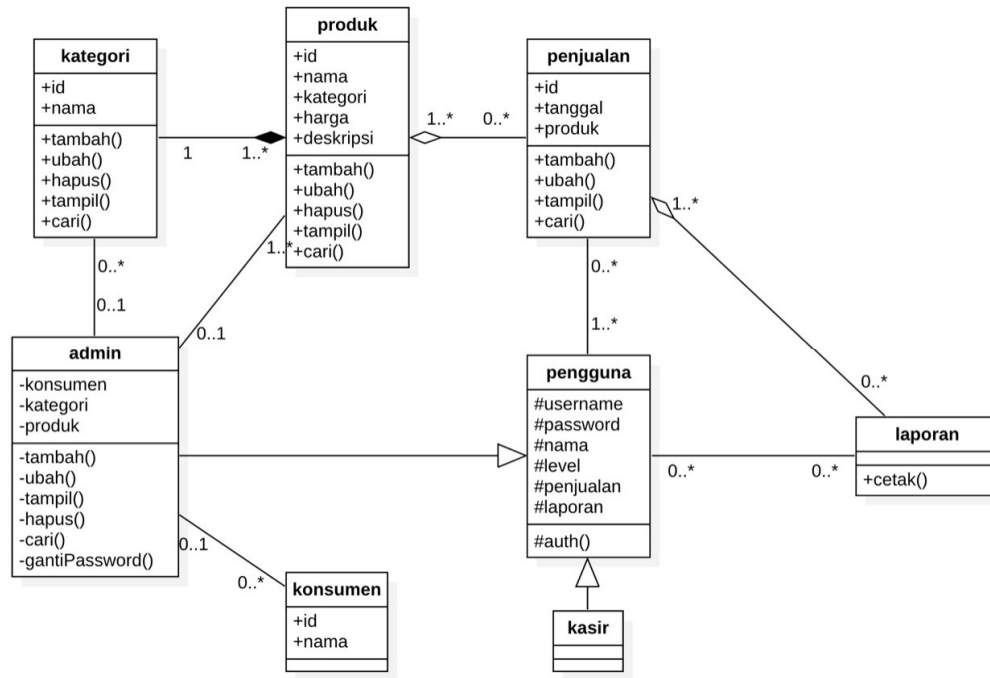 kategori
+id
+nama
+tambah()
+ubah()
+hapus()
+tampil()
+cari()
produk
+id
+nama
+kategori
+harga
+deskripsi
+tambah()
+ubah()
+hapus()
+tampil()
+cari()
penjualan
+id
+tanggal
+produk
+tambah()
+ubah()
+tampil()
+cari()
1
1..*
1..*
0..*
1..*
0..*
0..1
1..*
0..1
0..*
1..*
0..*
admin
-konsumen
-kategori
-produk
-tambah()
-ubah()
-tampil()
-hapus()
-cari()
-gantiPassword()
pengguna
#username
#password
#nama
#level
#penjualan
#laporan
#auth()
laporan
+cetak()
0..*
0..*
0..1
0..*
konsumen
+id
+nama
kasir